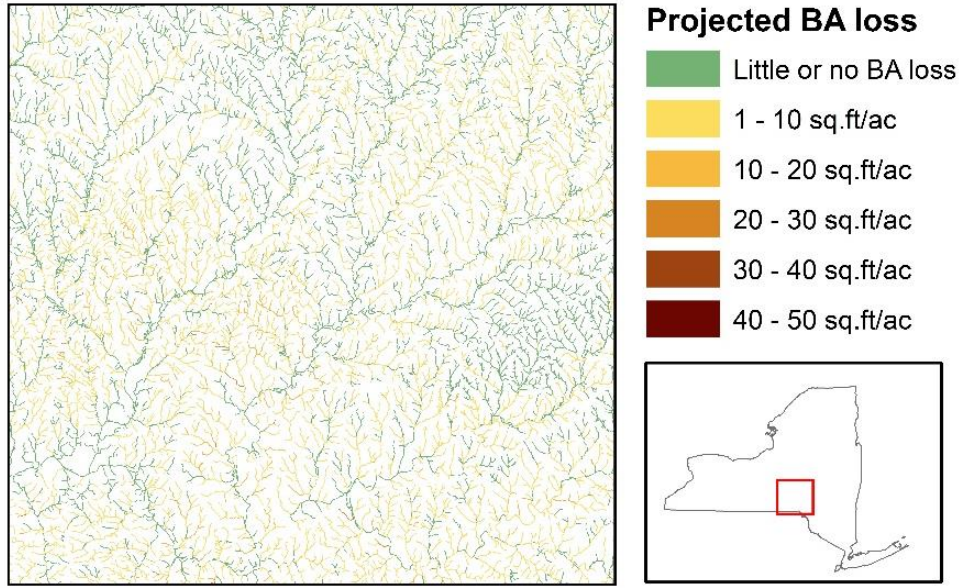 Projected BA loss
Little or no BA loss
1 - 10 sq.ft/ac
10 - 20 sq.ft/ac
20 - 30 sq.ft/ac
30 - 40 sq.ft/ac
40 - 50 sq.ft/ac